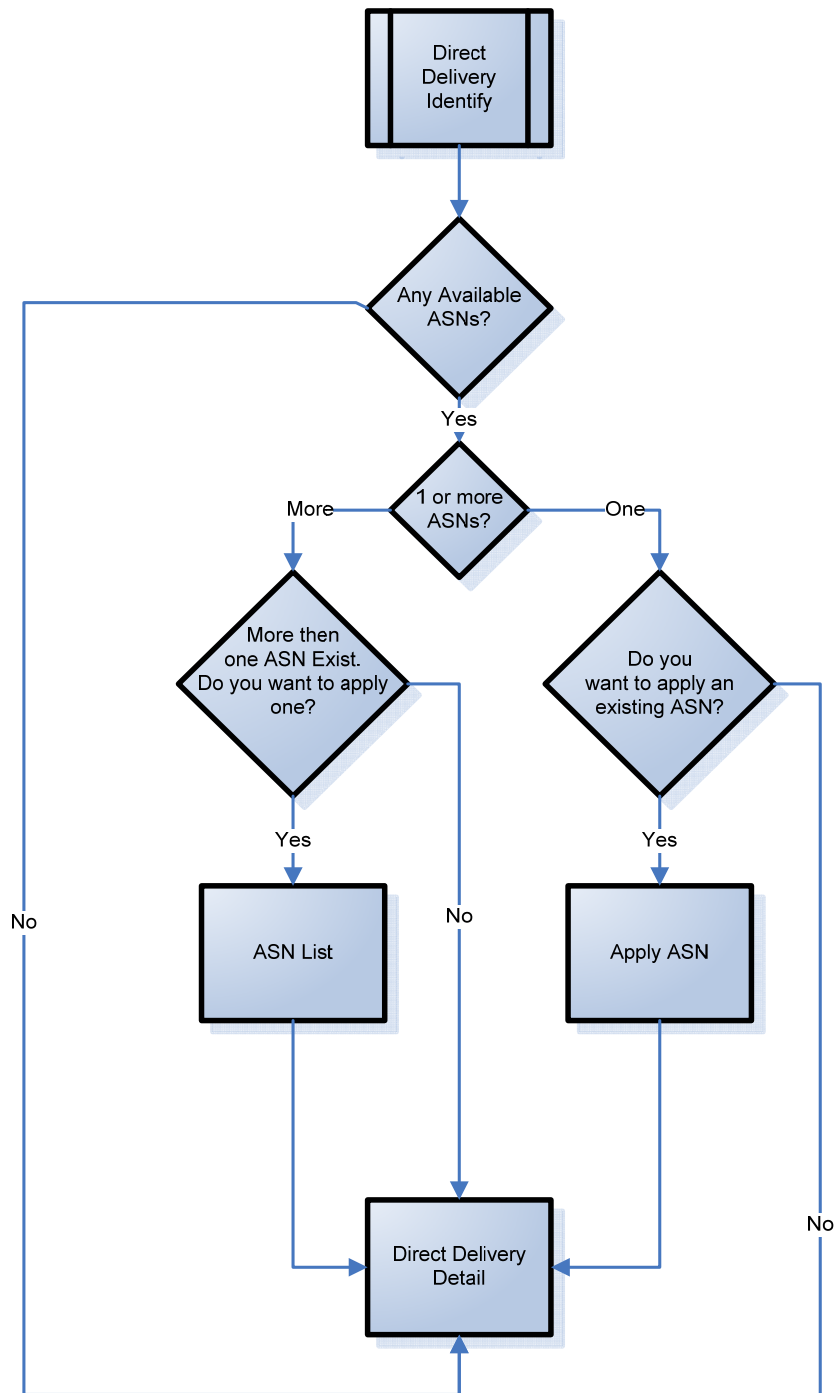 Direct
Delivery
Identify
Any Available
ASNs?
Yes
1 or more
ASNs?
More
One
More then
one ASN Exist.
Do you want to apply
one?
Do you
want to apply an
existing ASN?
Yes
Yes
No
No
ASN List
Apply ASN
No
Direct Delivery
Detail